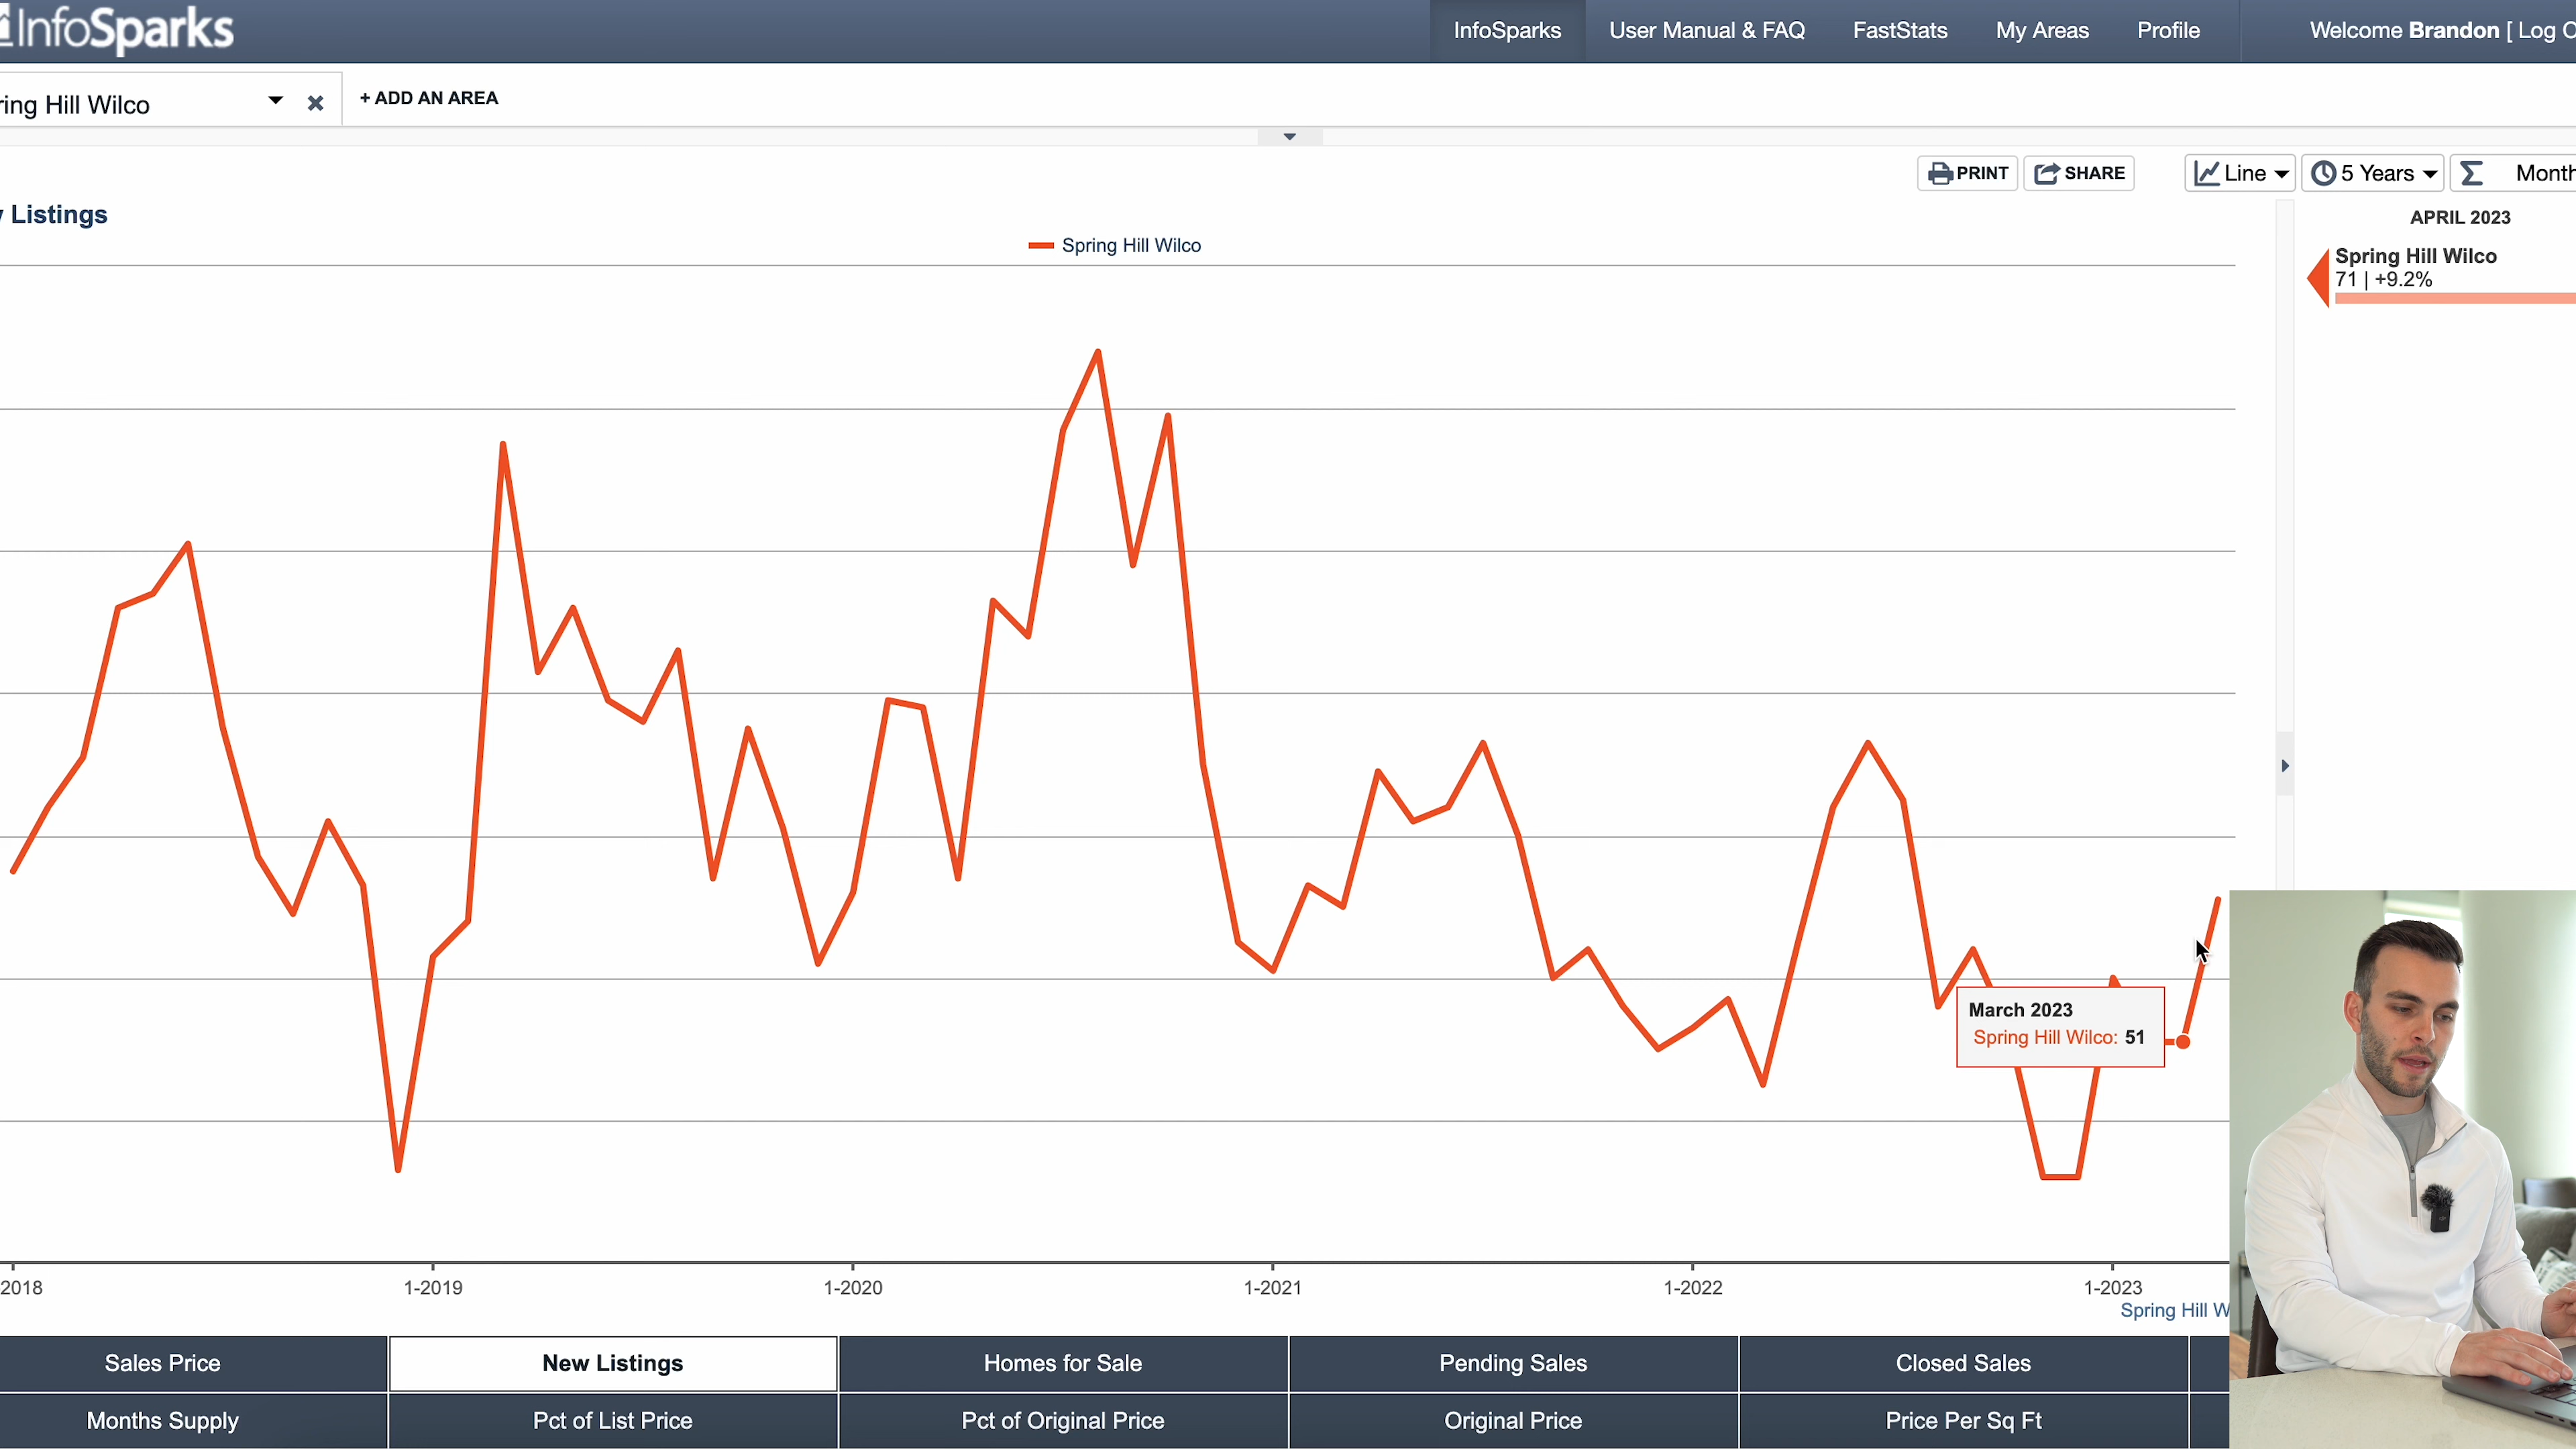 InfoSparks
InfoSparks User Manual & FAQ FastStats My Areas Profile Welcome Brandon [ Log
ring Hill Wilco
+ ADD AN AREA
PRINT SHARE Line 5 Years Σ Month
Listings
Spring Hill Wilco
APRIL 2023
Spring Hill Wilco
71 | +9.2%
March 2023
Spring Hill Wilco: 51
2018 1-2019 1-2020 1-2021 1-2022 1-2023
Spring Hill W
Sales Price New Listings Homes for Sale Pending Sales Closed Sales
Months Supply Pct of List Price Pct of Original Price Original Price Price Per Sq Ft